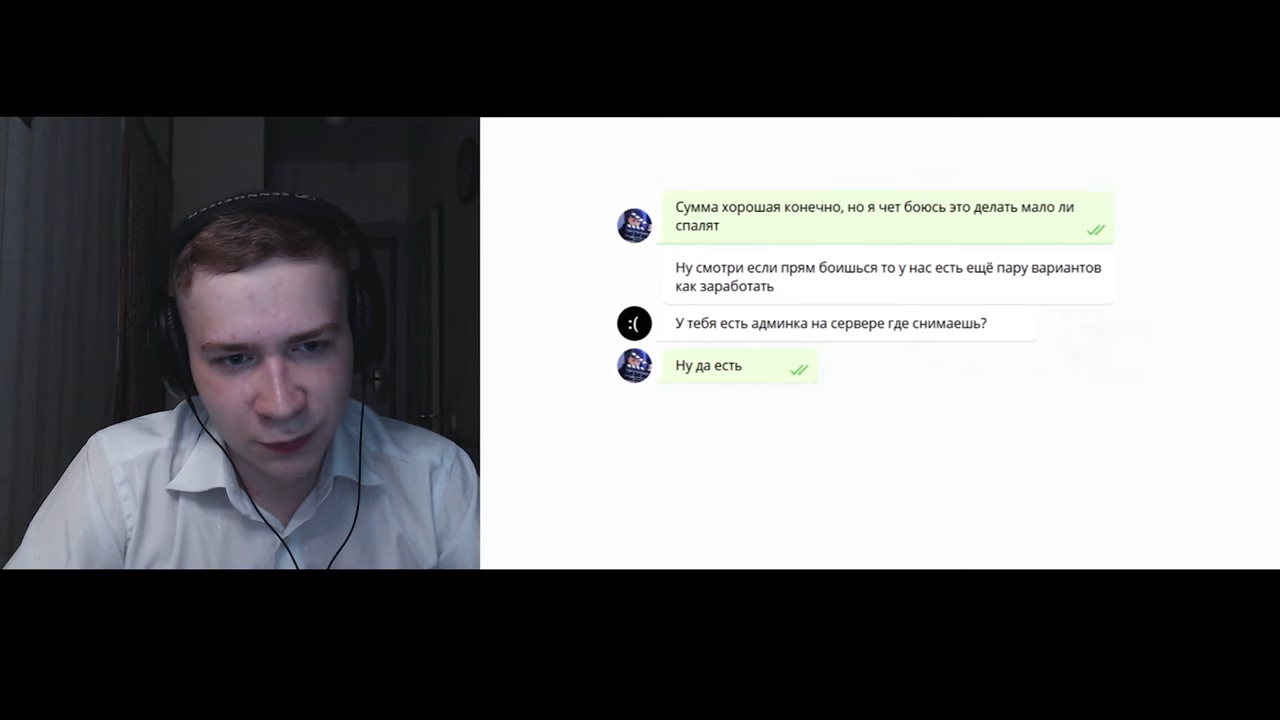 Сумма хорошая конечно, но я чет боюсь это делать мало ли
спалят
Ну смотри если прям боишься то у нас есть ещё пару вариантов
как заработать
:(
У тебя есть админка на сервере где снимаешь?
Ну да есть